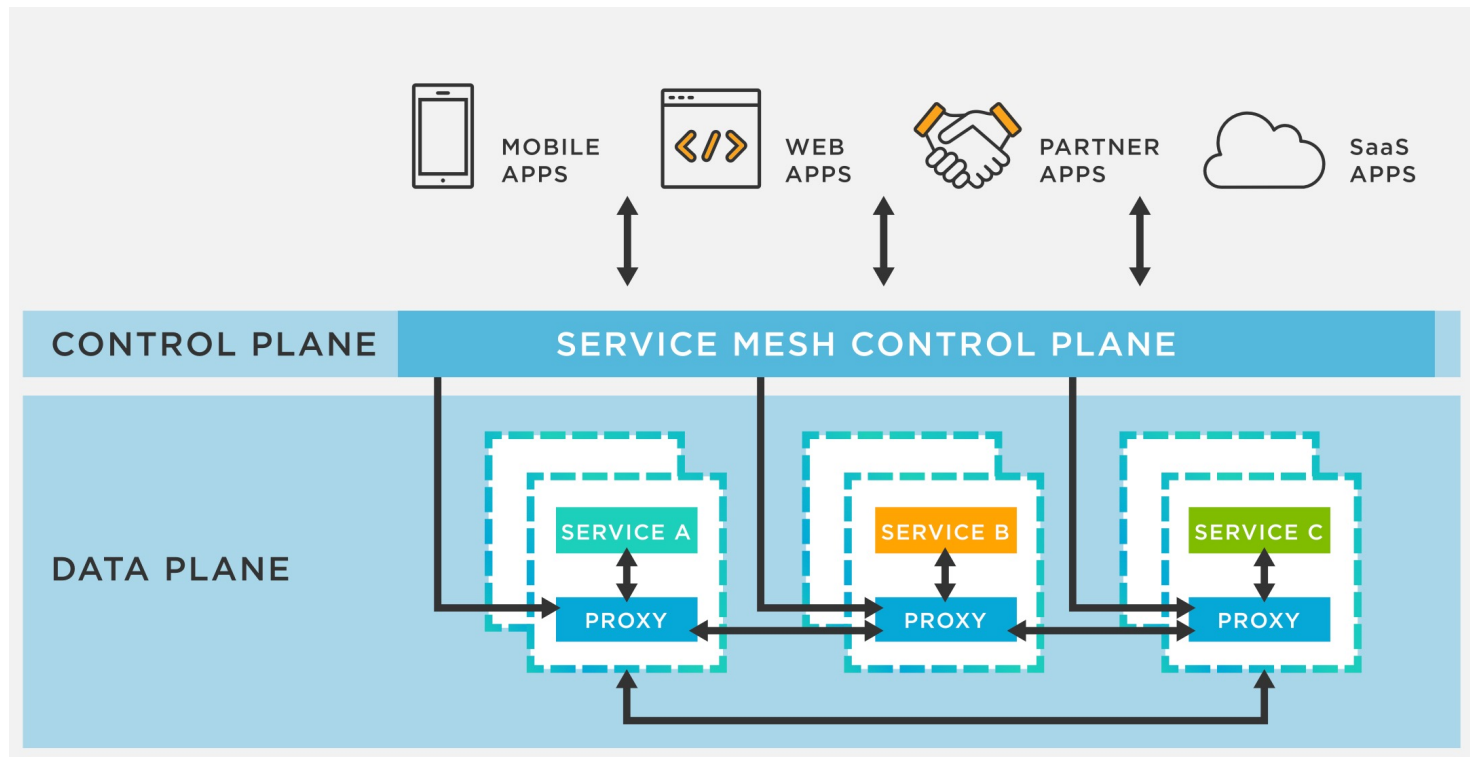 MOBILE
APPS
</>
WEB
APPS
PARTNER
APPS
SaaS
APPS
CONTROL PLANE
SERVICE MESH CONTROL PLANE
DATA PLANE
SERVICE A
PROXY
SERVICE B
PROXY
SERVICE C
PROXY